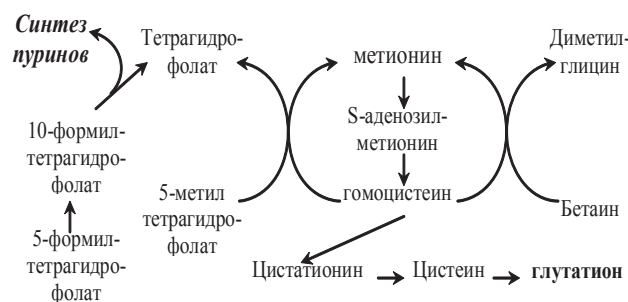 Синтез
пуринов
Тетрагидро-
фолат
метионин
Диметил-
глицин
S-аденозил-
метионин
10-формил-
тетрагидро-
фолат
5-метил
тетрагидро-
фолат
гомоцистеин
Бетаин
5-формил-
тетрагидро-
фолат
Цистатионин
Цистеин
глутатион